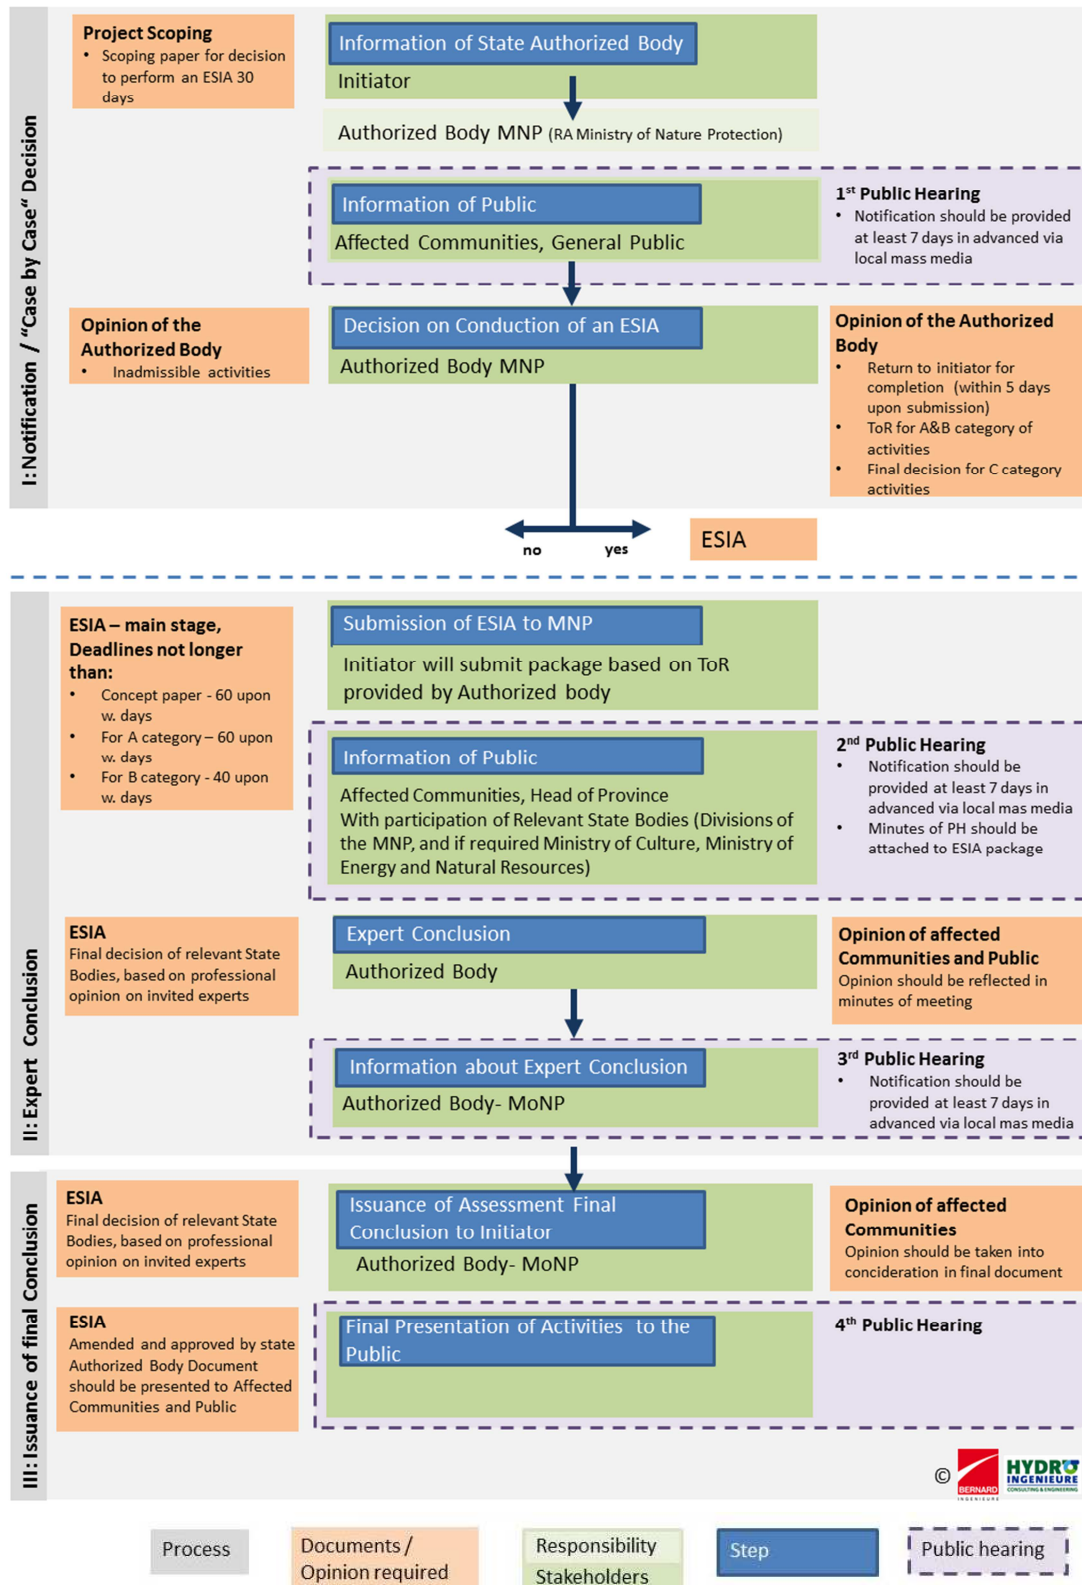 I: Notification / "Case by Case" Decision
Project Scoping
• Scoping paper for decision
to perform an ESIA 30
days
Information of State Authorized Body
Initiator
Authorized Body MNP (RA Ministry of Nature Protection)
Information of Public
Affected Communities, General Public
1st Public Hearing
• Notification should be provided
at least 7 days in advanced via
local mass media
Opinion of the
Authorized Body
• Inadmissible activities
Decision on Conduction of an ESIA
Authorized Body MNP
Opinion of the Authorized
Body
• Return to initiator for
completion (within 5 days
upon submission)
• ToR for A&B category of
activities
• Final decision for C category
activities
no yes
ESIA
II: Expert Conclusion
ESIA – main stage,
Deadlines not longer
than:
• Concept paper - 60 upon
w. days
• For A category – 60 upon
w. days
• For B category - 40 upon
w. days
Submission of ESIA to MNP
Initiator will submit package based on ToR
provided by Authorized body
Information of Public
Affected Communities, Head of Province
With participation of Relevant State Bodies (Divisions of
the MNP, and if required Ministry of Culture, Ministry of
Energy and Natural Resources)
2nd Public Hearing
• Notification should be
provided at least 7 days in
advanced via local mas media
• Minutes of PH should be
attached to ESIA package
ESIA
Final decision of relevant State
Bodies, based on professional
opinion on invited experts
Expert Conclusion
Authorized Body
Opinion of affected
Communities and Public
Opinion should be reflected in
minutes of meeting
Information about Expert Conclusion
Authorized Body- MoNP
3rd Public Hearing
• Notification should be
provided at least 7 days in
advanced via local mas media
III: Issuance of final Conclusion
ESIA
Final decision of relevant State
Bodies, based on professional
opinion on invited experts
Issuance of Assessment Final
Conclusion to Initiator
Authorized Body- MoNP
Opinion of affected
Communities
Opinion should be taken into
concideration in final document
ESIA
Amended and approved by state
Authorized Body Document
should be presented to Affected
Communities and Public
Final Presentation of Activities to the
Public
4th Public Hearing
©
BERNARD
INGENIEURE
HYDRO
INGENIEURE
CONSULTING & ENGINEERING
Process
Documents /
Opinion required
Responsibility
Stakeholders
Step
Public hearing